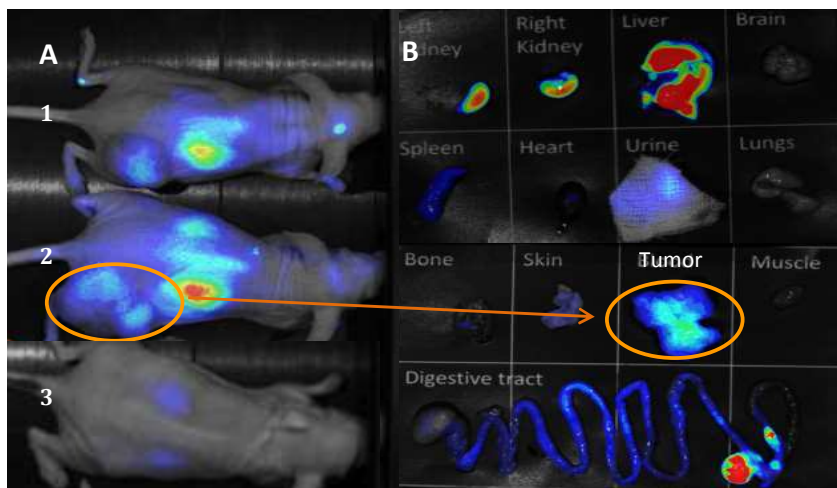 A
1
2
3
B
Left Kidney
Right Kidney
Liver
Brain
Spleen
Heart
Urine
Lungs
Bone
Skin
Tumor
Muscle
Digestive tract